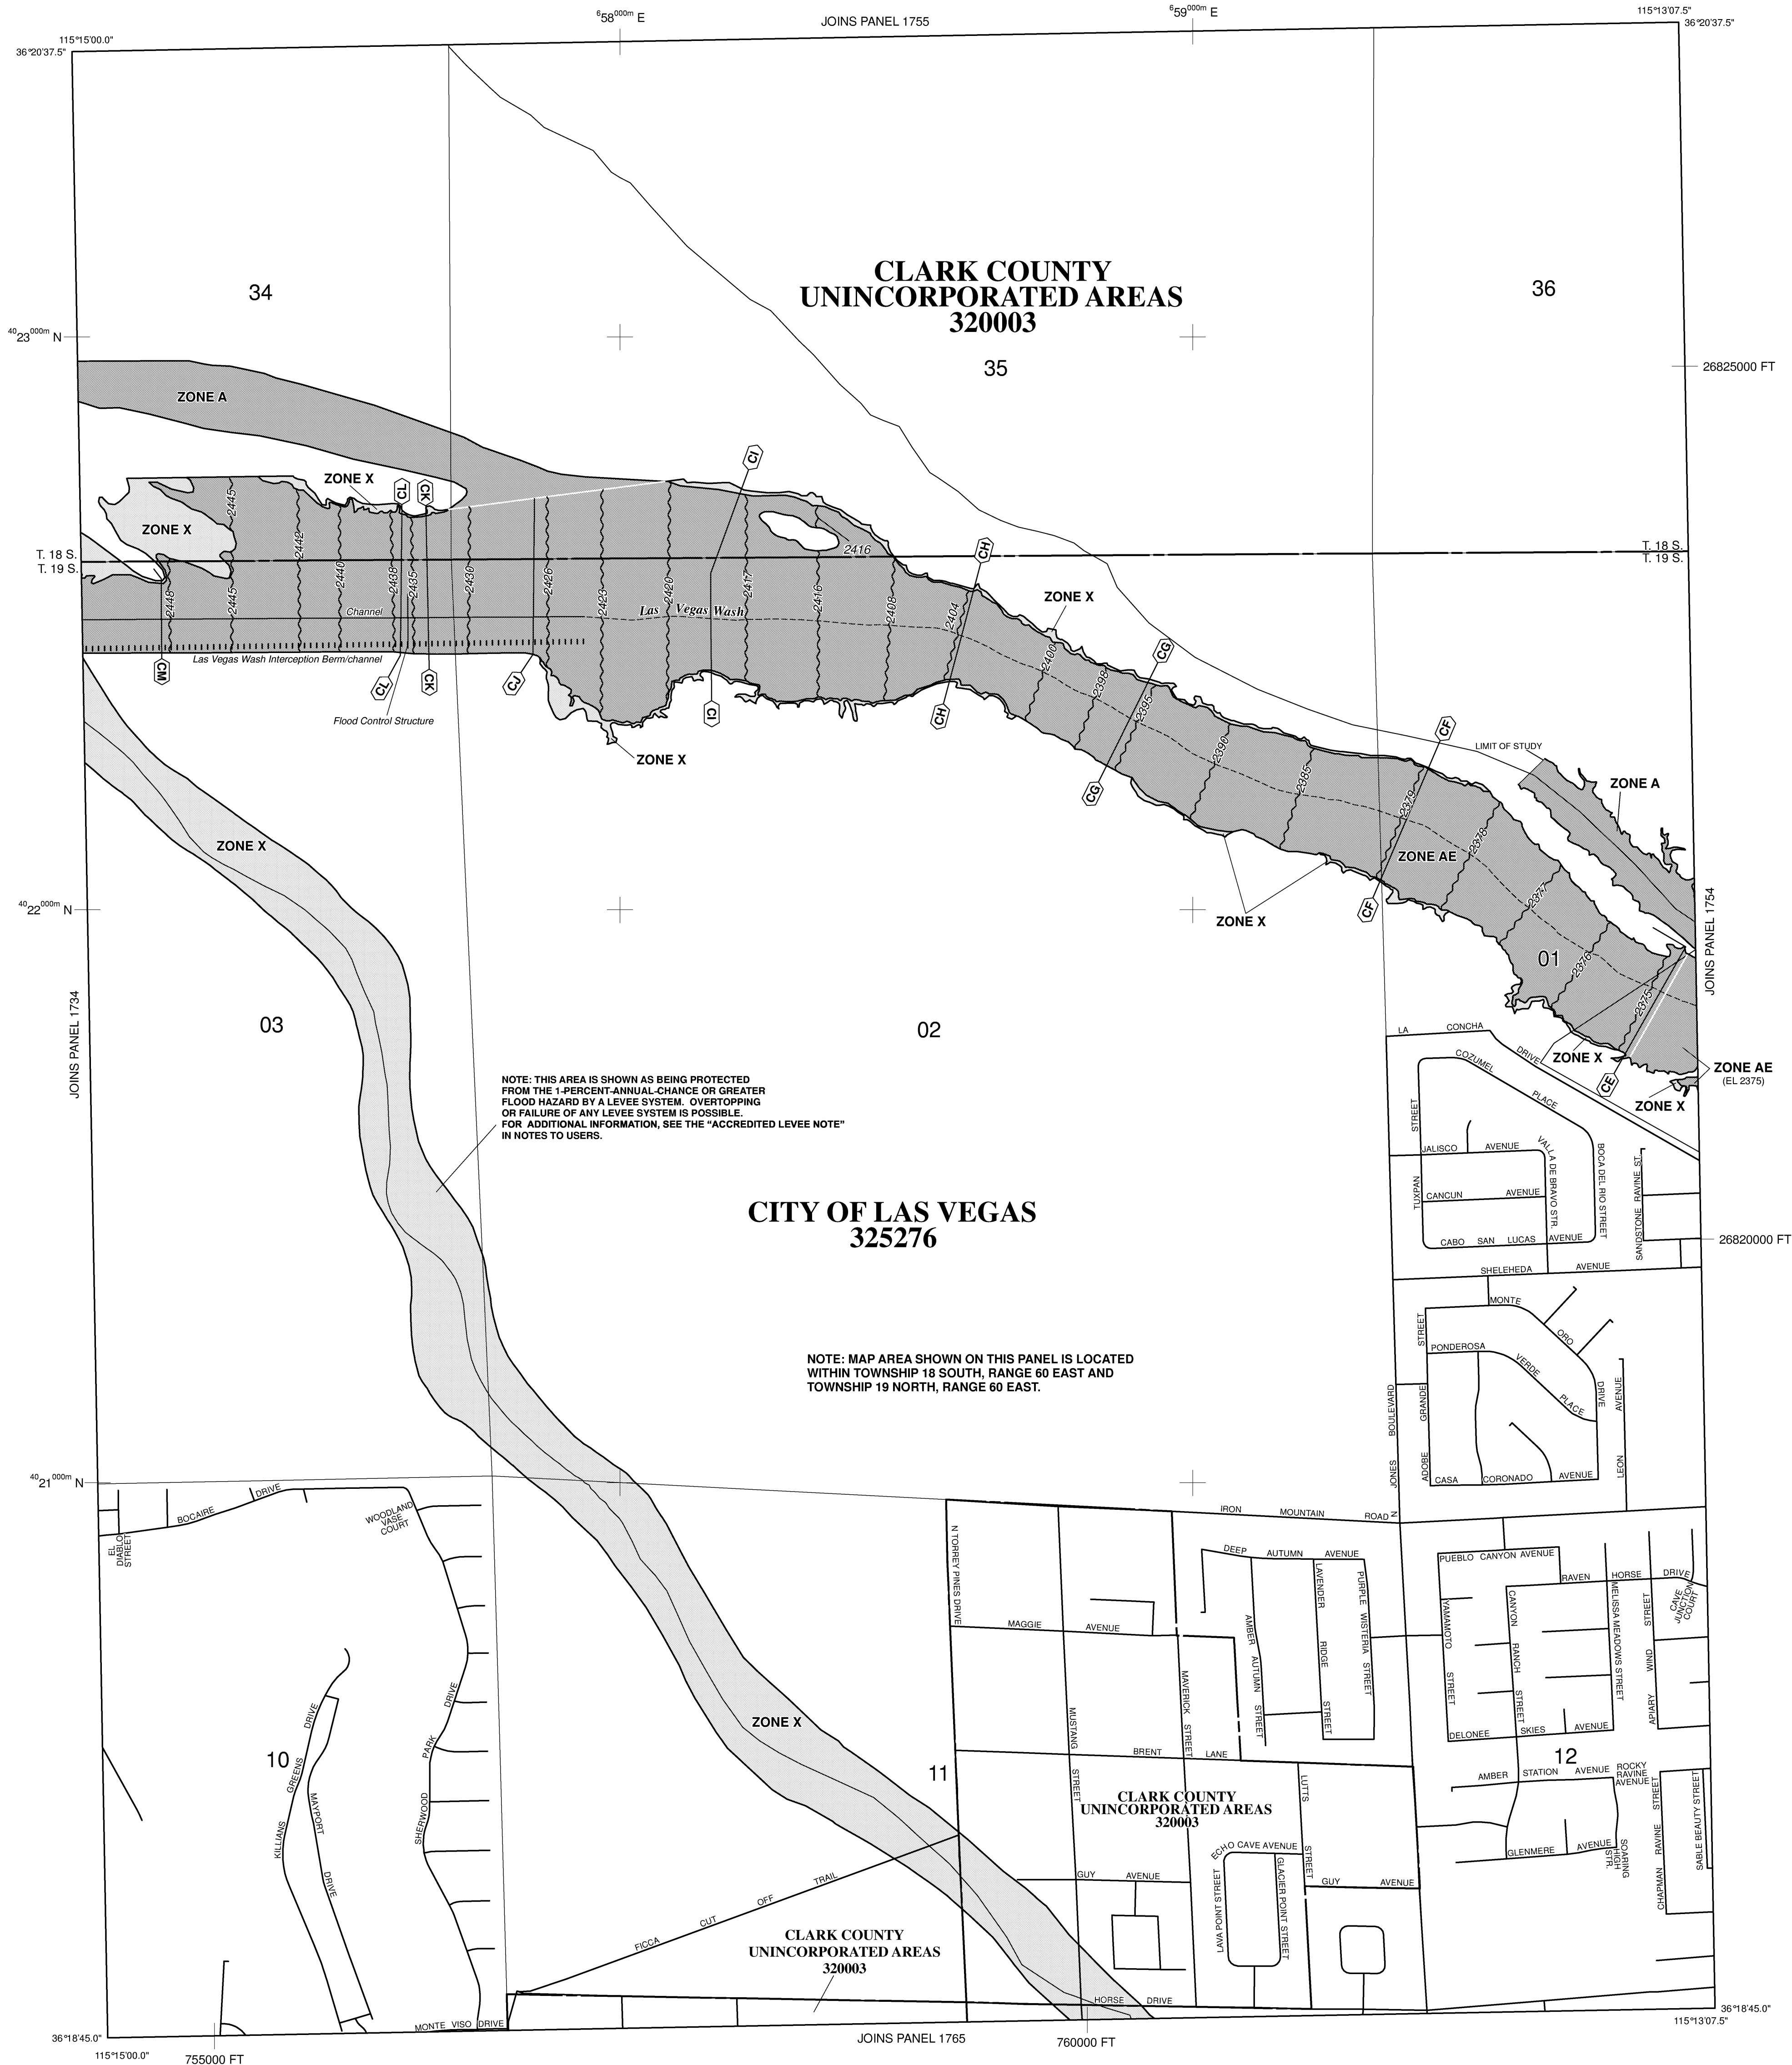 ⁶58⁰⁰⁰ᵐ E
JOINS PANEL 1755
⁶59⁰⁰⁰ᵐ E
115°15'00.0"
115°13'07.5"
36°20'37.5"
36°20'37.5"
CLARK COUNTY
UNINCORPORATED AREAS
320003
34
36
35
⁴⁰23⁰⁰⁰ᵐ N
26825000 FT
ZONE A
ZONE X
ZONE X
CL
CK
CI
CH
T. 18 S.
T. 19 S.
T. 18 S.
T. 19 S.
2445
2442
2440
2438
2435
2430
2426
2423
2420
2417
2416
2416
2408
2404
2448
2445
Channel
Las Vegas Wash
Las Vegas Wash Interception Berm/channel
CM
CL
CK
CJ
CI
CH
Flood Control Structure
ZONE X
ZONE X
CG
2400
2398
2395
2390
2385
2379
2378
2377
2376
2375
CG
CF
LIMIT OF STUDY
ZONE A
ZONE X
ZONE AE
CF
ZONE X
⁴⁰22⁰⁰⁰ᵐ N
JOINS PANEL 1754
JOINS PANEL 1734
01
03
02
ZONE X
CE
ZONE AE
(EL 2375)
ZONE X
NOTE: THIS AREA IS SHOWN AS BEING PROTECTED
FROM THE 1-PERCENT-ANNUAL-CHANCE OR GREATER
FLOOD HAZARD BY A LEVEE SYSTEM. OVERTOPPING
OR FAILURE OF ANY LEVEE SYSTEM IS POSSIBLE.
FOR ADDITIONAL INFORMATION, SEE THE “ACCREDITED LEVEE NOTE”
IN NOTES TO USERS.
LA CONCHA DRIVE
COZUMEL PLACE
TUXPAN STREET
JALISCO AVENUE
VALLA DE BRAVO STR.
BOCA DEL RIO STREET
SANDSTONE RAVINE ST.
CANCUN AVENUE
CABO SAN LUCAS AVENUE
CITY OF LAS VEGAS
325276
26820000 FT
SHELEHEDA AVENUE
MONTE ORO DRIVE
PONDEROSA VERDE PLACE
ADOBE GRANDE STREET
N JONES BOULEVARD
LEON AVENUE
CASA CORONADO AVENUE
NOTE: MAP AREA SHOWN ON THIS PANEL IS LOCATED
WITHIN TOWNSHIP 18 SOUTH, RANGE 60 EAST AND
TOWNSHIP 19 NORTH, RANGE 60 EAST.
⁴⁰21⁰⁰⁰ᵐ N
BOCAIRE DRIVE
EL
DIABLO
STREET
WOODLAND
VASE
COURT
IRON MOUNTAIN ROAD
N TORREY PINES DRIVE
DEEP AUTUMN AVENUE
LAVENDER RIDGE STREET
PURPLE WISTERIA STREET
AMBER AUTUMN STREET
MAGGIE AVENUE
MAVERICK STREET
MUSTANG STREET
BRENT LANE
PUEBLO CANYON AVENUE
RAVEN HORSE DRIVE
CAVE
JUNCTION
COURT
YAMAMOTO STREET
CANYON RANCH STREET
MELISSA MEADOWS STREET
APIARY WIND STREET
DELONEE SKIES AVENUE
12
AMBER STATION AVENUE
ROCKY
RAVINE
AVENUE
GLENMERE AVENUE
SOARING
HIGH
STR.
CHAPMAN RAVINE STREET
SABLE BEAUTY STREET
ZONE X
10
11
KILLIANS GREENS DRIVE
MAYPORT DRIVE
SHERWOOD PARK DRIVE
CLARK COUNTY
UNINCORPORATED AREAS
320003
LUTTS STREET
ECHO CAVE AVENUE
LAVA POINT STREET
GLACIER POINT STREET
GUY AVENUE
GUY AVENUE
FICCA CUT OFF TRAIL
CLARK COUNTY
UNINCORPORATED AREAS
320003
HORSE DRIVE
MONTE VISO DRIVE
36°18'45.0"
36°18'45.0"
115°15'00.0"
115°13'07.5"
755000 FT
JOINS PANEL 1765
760000 FT